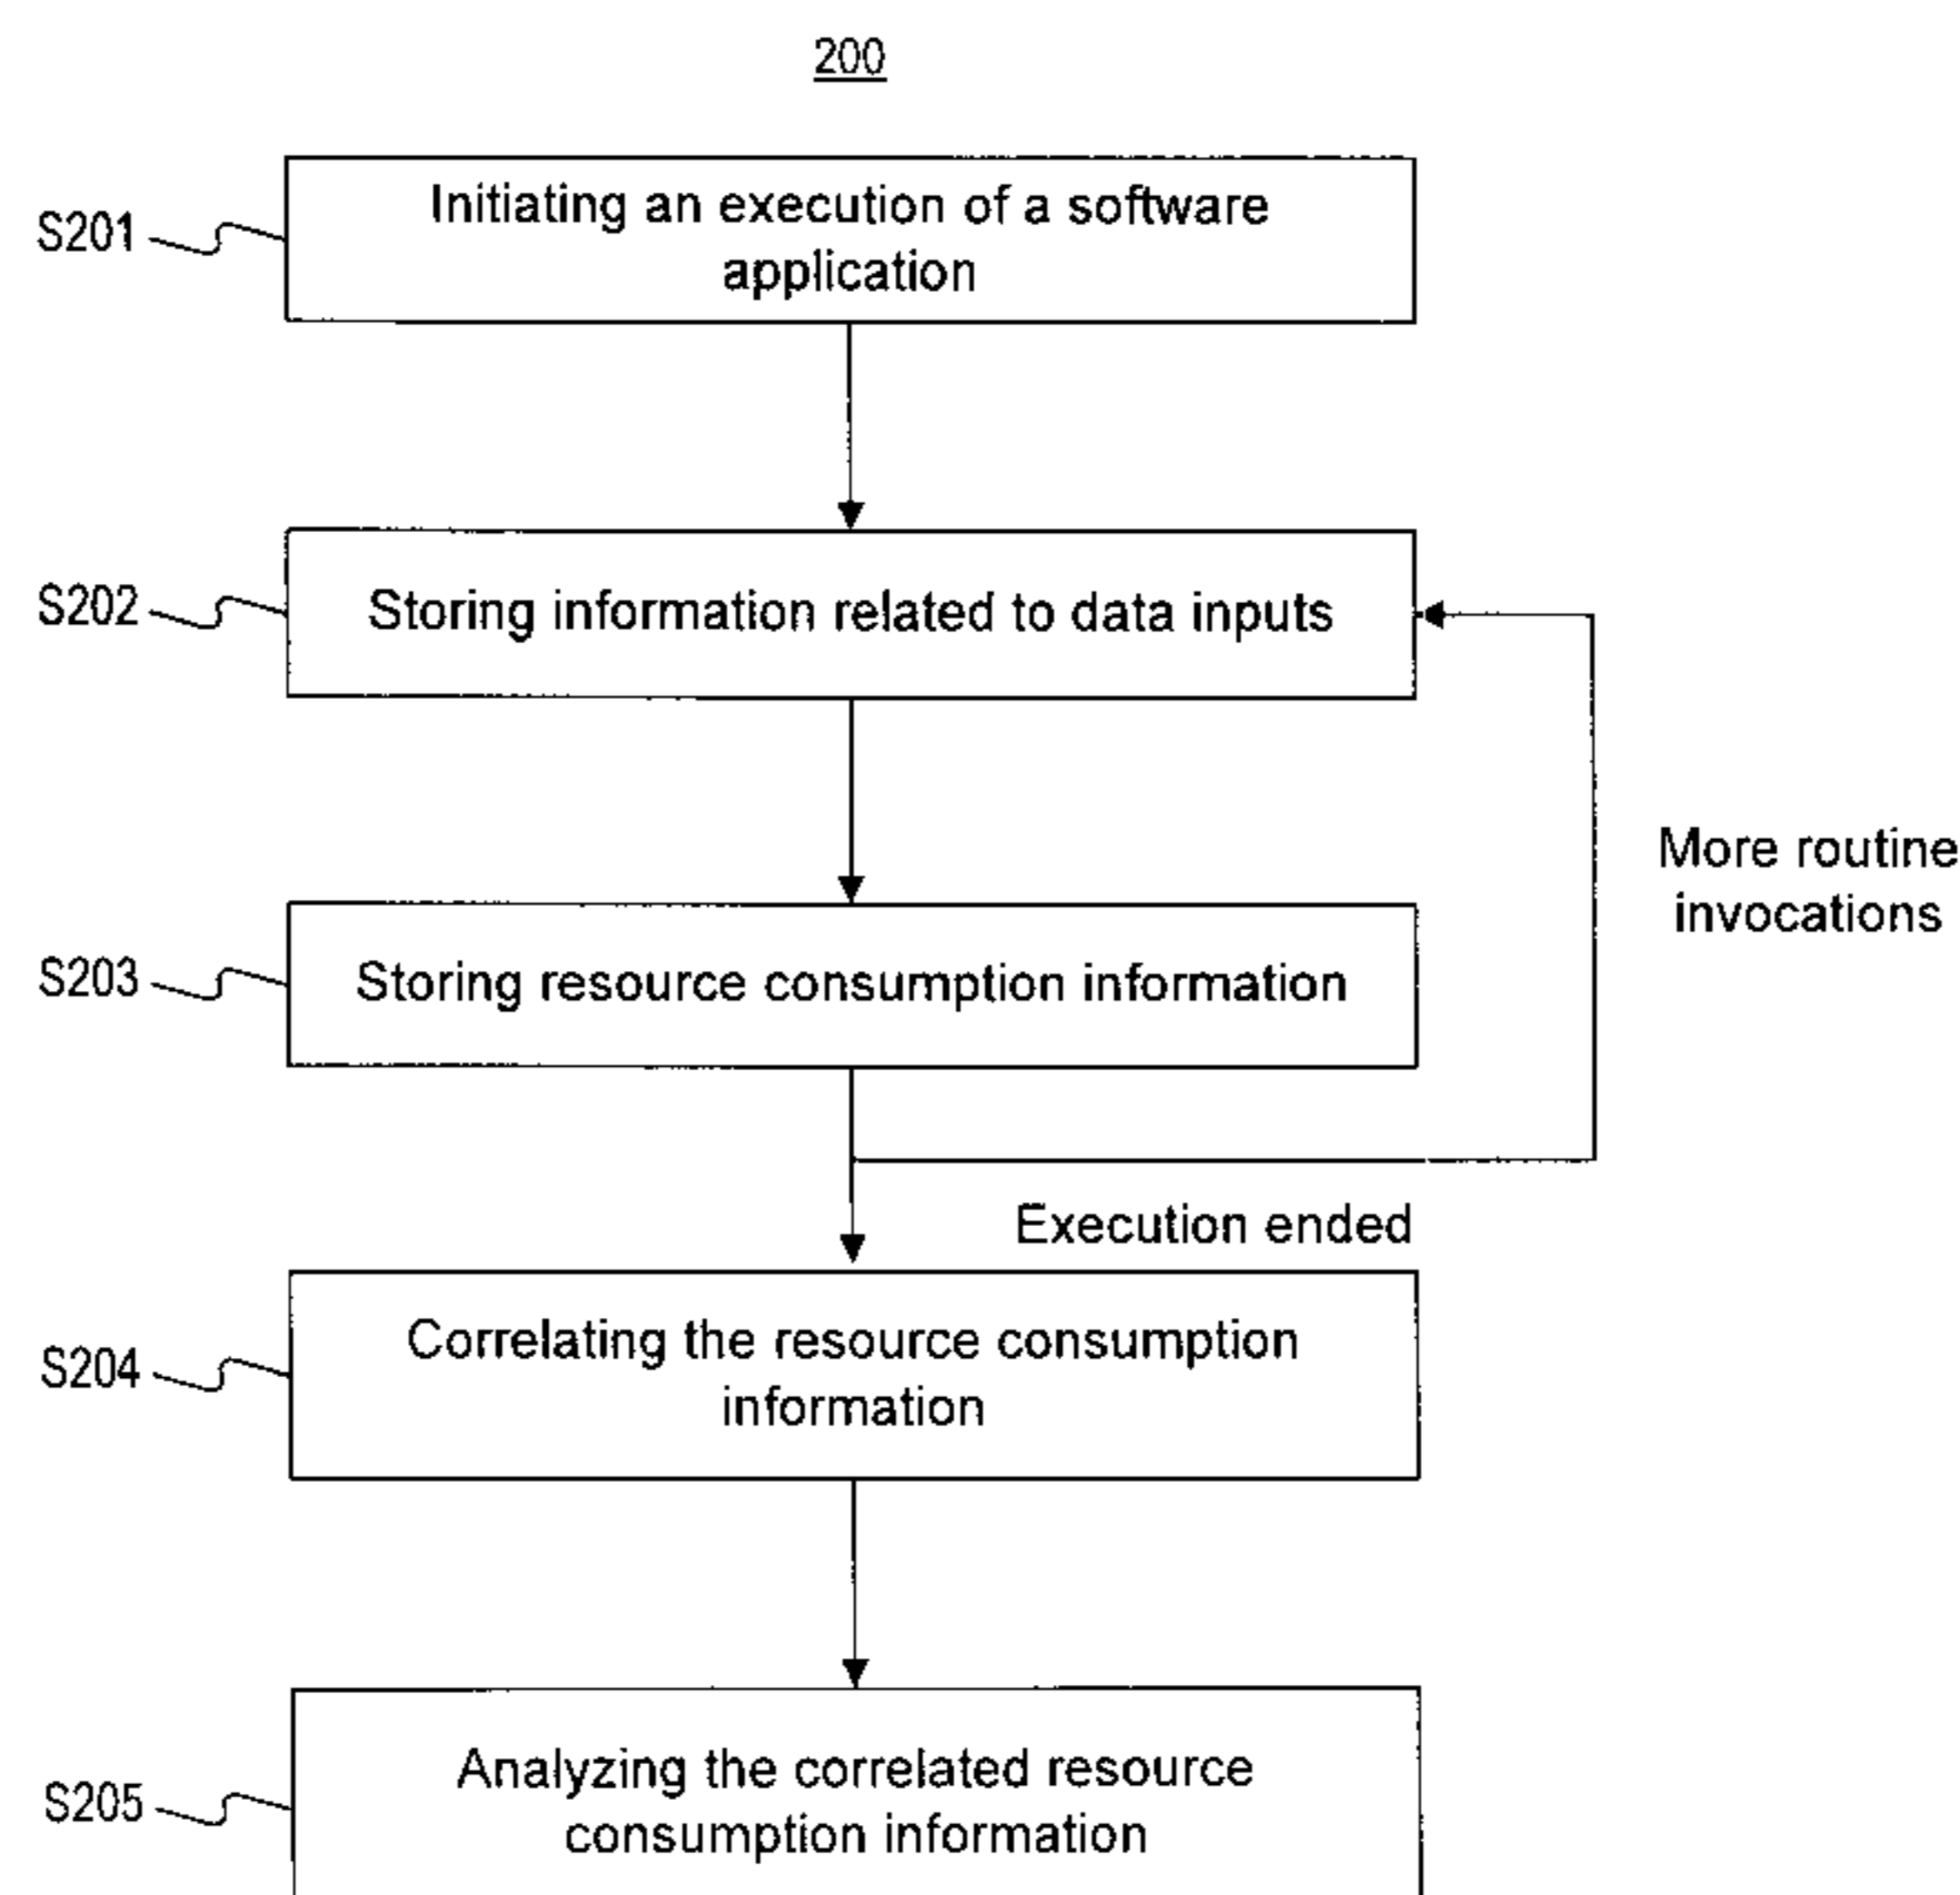 200
S201
Initiating an execution of a software
application
S202
Storing information related to data inputs
More routine
invocations
S203
Storing resource consumption information
Execution ended
S204
Correlating the resource consumption
information
S205
Analyzing the correlated resource
consumption information